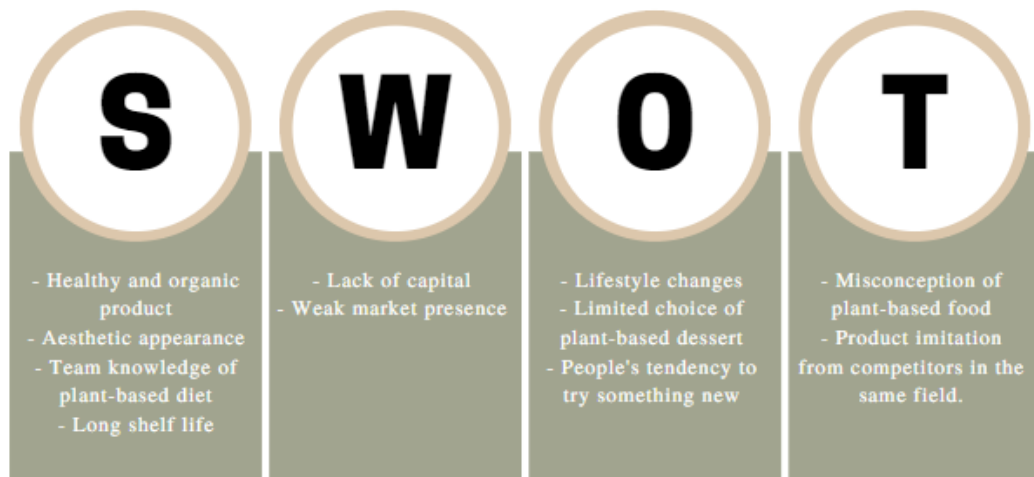 S
- Healthy and organic
product
- Aesthetic appearance
- Team knowledge of
plant-based diet
- Long shelf life
W
- Lack of capital
- Weak market presence
O
- Lifestyle changes
- Limited choice of
plant-based dessert
- People's tendency to
try something new
T
- Misconception of
plant-based food
- Product imitation
from competitors in the
same field.